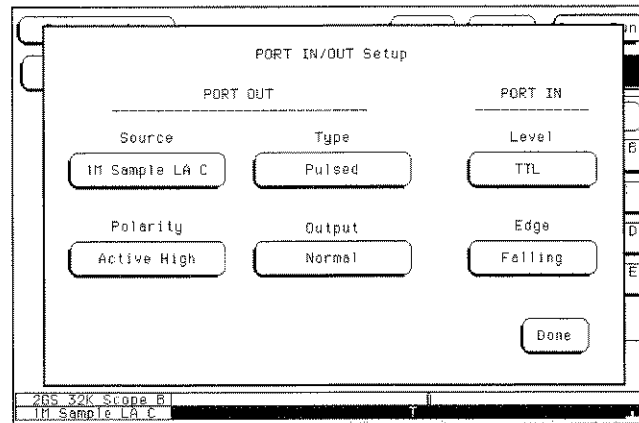 PORT IN/OUT Setup
PORT OUT
PORT IN
Source
Type
Level
1M Sample LA C
Pulsed
TTL
Polarity
Output
Edge
Active High
Normal
Falling
Done
B
D
E
2GS 32K Scope B
1M Sample LA C
T